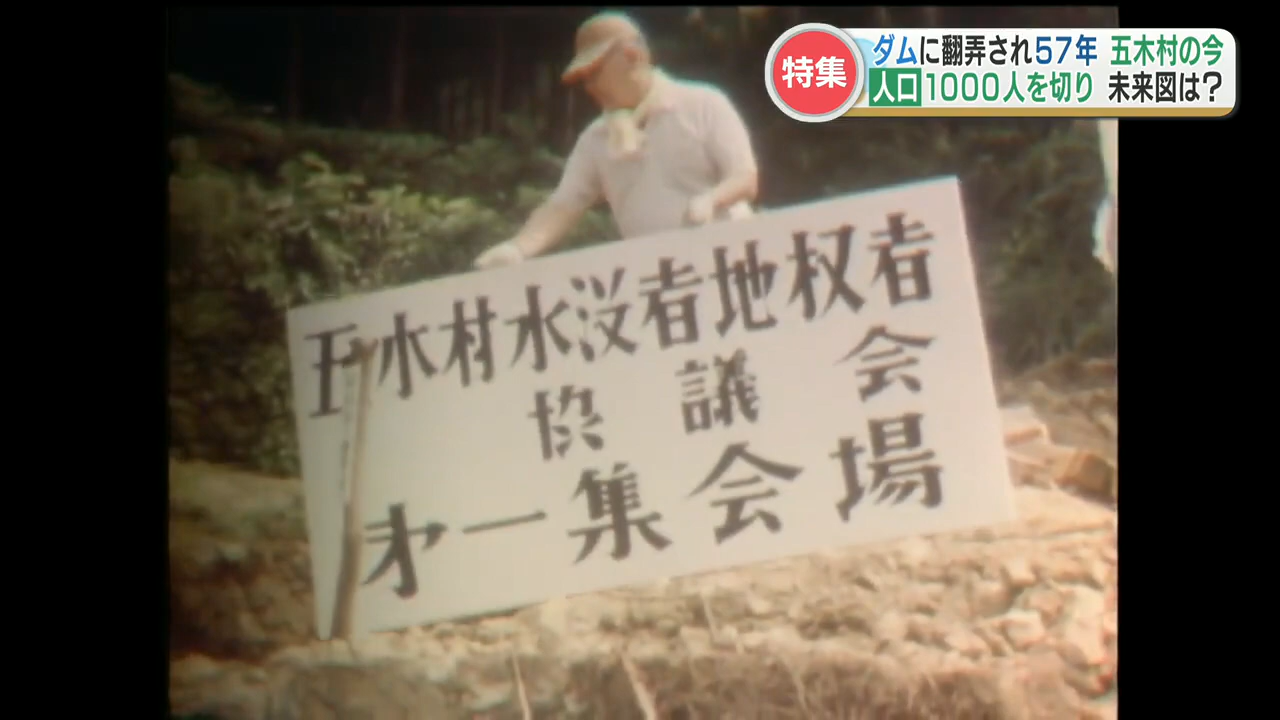 特集
ダムに翻弄され57年 五木村の今
人口1000人を切り 未来図は?
五木村水没者地权者
協議会
才一集会場